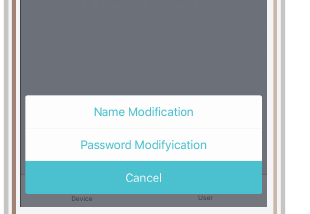 Name Modification
Password Modifyication
Cancel
Device
User